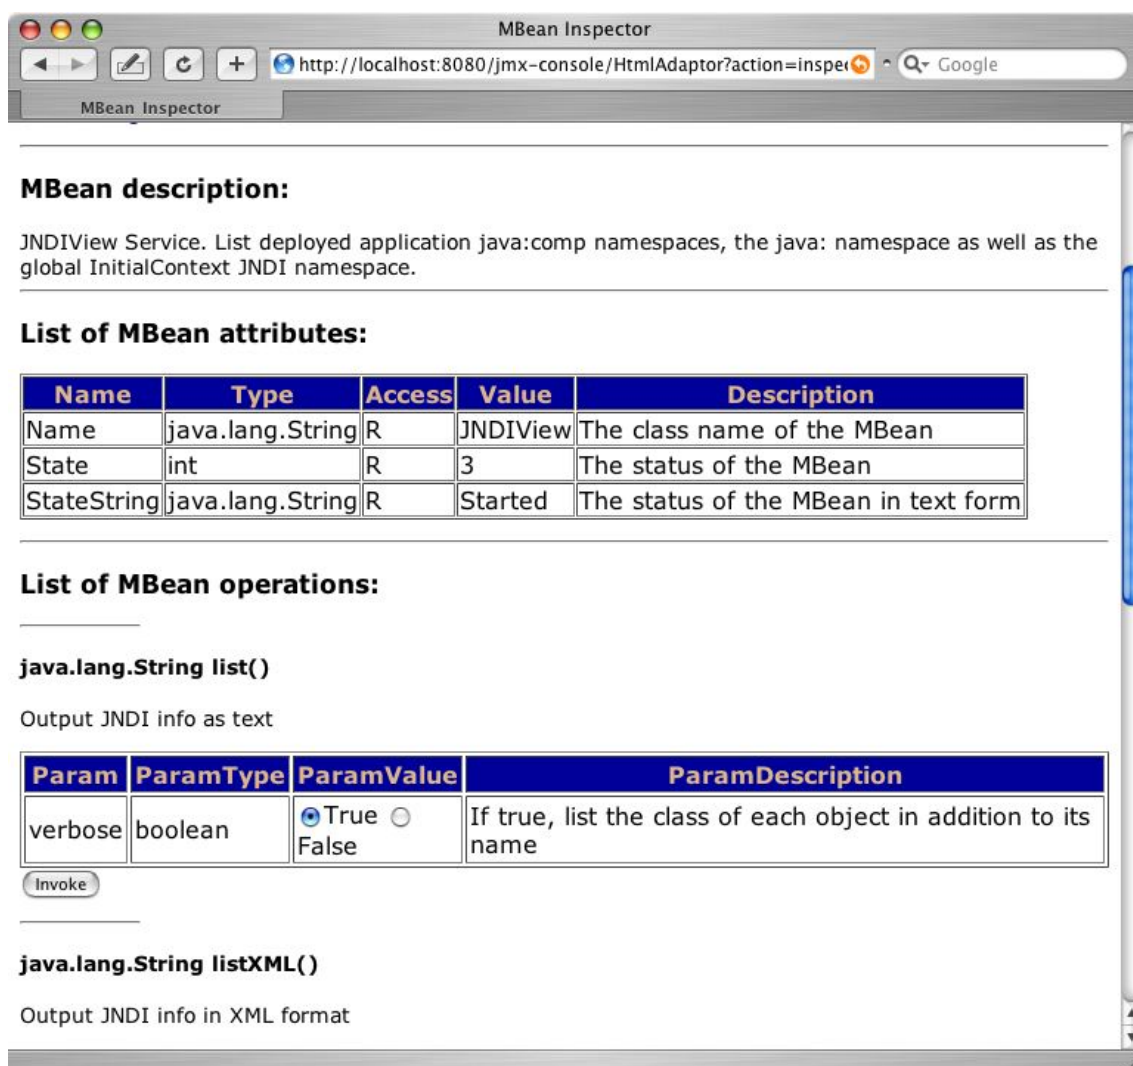 MBean Inspector
http://localhost:8080/jmx-console/HtmlAdaptor?action=inspe
Google
MBean Inspector
MBean description:
JNDIView Service. List deployed application java:comp namespaces, the java: namespace as well as the
global InitialContext JNDI namespace.
List of MBean attributes:
Name Type Access Value Description
Name java.lang.String R JNDIView The class name of the MBean
State int R 3 The status of the MBean
StateString java.lang.String R Started The status of the MBean in text form
List of MBean operations:
java.lang.String list()
Output JNDI info as text
Param ParamType ParamValue ParamDescription
verbose boolean True False If true, list the class of each object in addition to its name
Invoke
java.lang.String listXML()
Output JNDI info in XML format